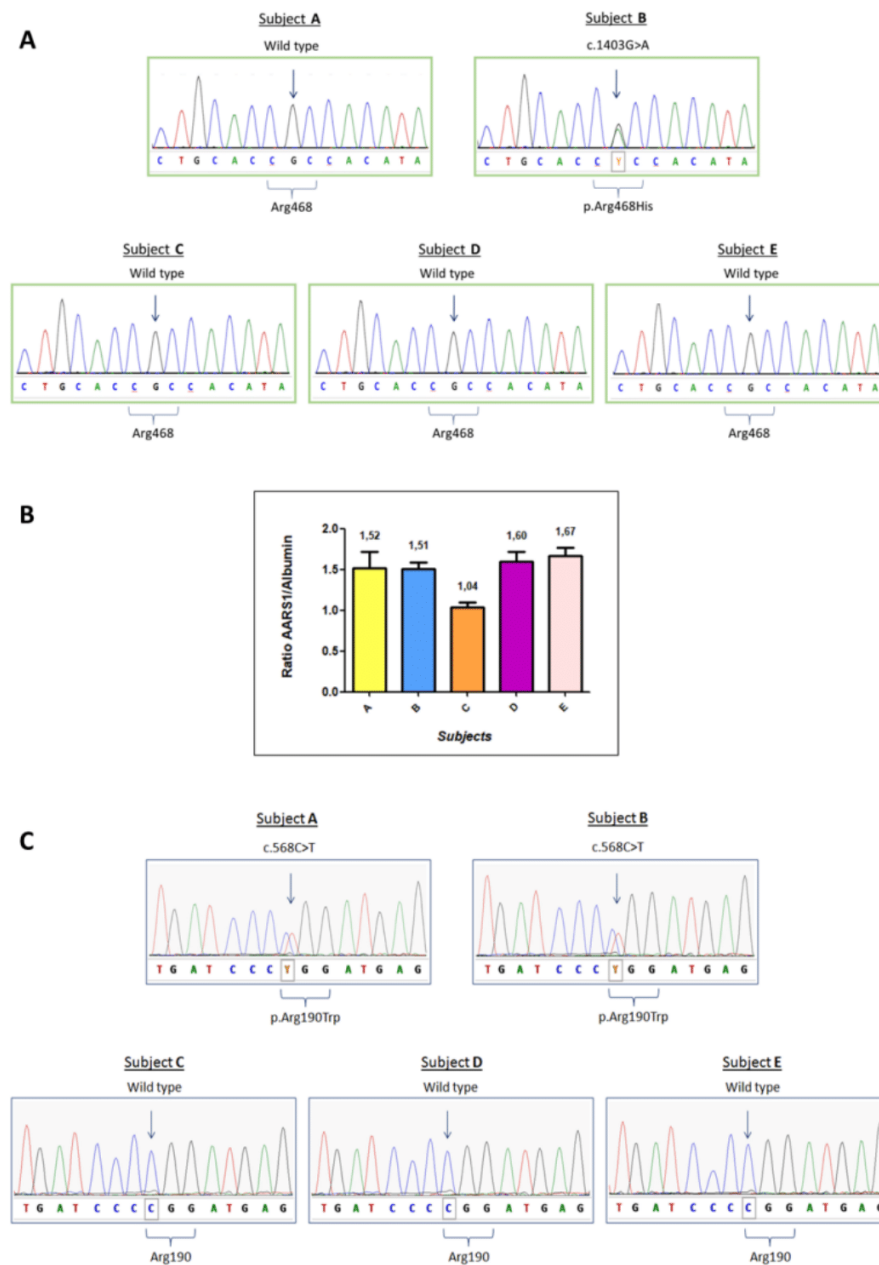 A
Subject A
Wild type
C T G C A C C G C C A C A T A
Arg468
Subject B
c.1403G>A
C T G C A C C Y C C A C A T A
p.Arg468His
Subject C
Wild type
C T G C A C C G C C A C A T A
Arg468
Subject D
Wild type
C T G C A C C G C C A C A T A
Arg468
Subject E
Wild type
C T G C A C C G C C A C A T A
Arg468
B
Ratio AARS1/Albumin
2.0
1.5
1.0
0.5
0.0
1,52
1,51
1,04
1,60
1,67
A
B
C
D
E
Subjects
C
Subject A
c.568C>T
T G A T C C C Y G G A T G A G
p.Arg190Trp
Subject B
c.568C>T
T G A T C C C Y G G A T G A G
p.Arg190Trp
Subject C
Wild type
T G A T C C C C G G A T G A G
Arg190
Subject D
Wild type
T G A T C C C C G G A T G A G
Arg190
Subject E
Wild type
T G A T C C C C G G A T G A G
Arg190